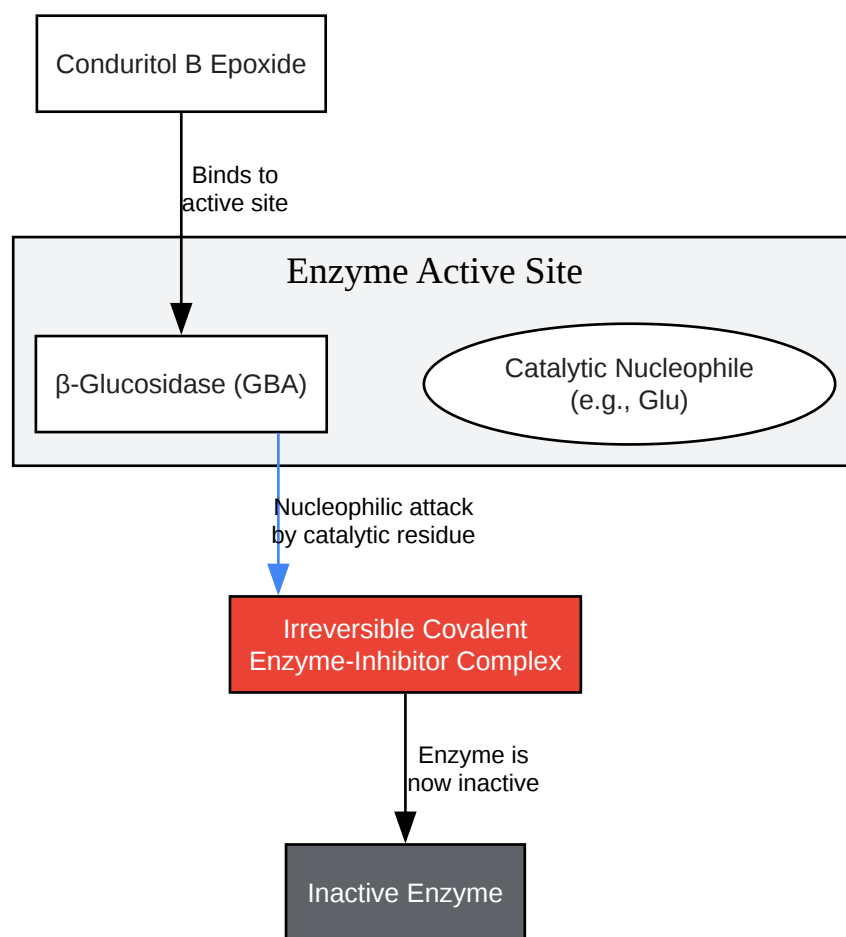 Conduritol B Epoxide
Binds to
active site
Enzyme Active Site
β-Glucosidase (GBA)
Catalytic Nucleophile
(e.g., Glu)
Nucleophilic attack
by catalytic residue
Irreversible Covalent
Enzyme-Inhibitor Complex
Enzyme is
now inactive
Inactive Enzyme